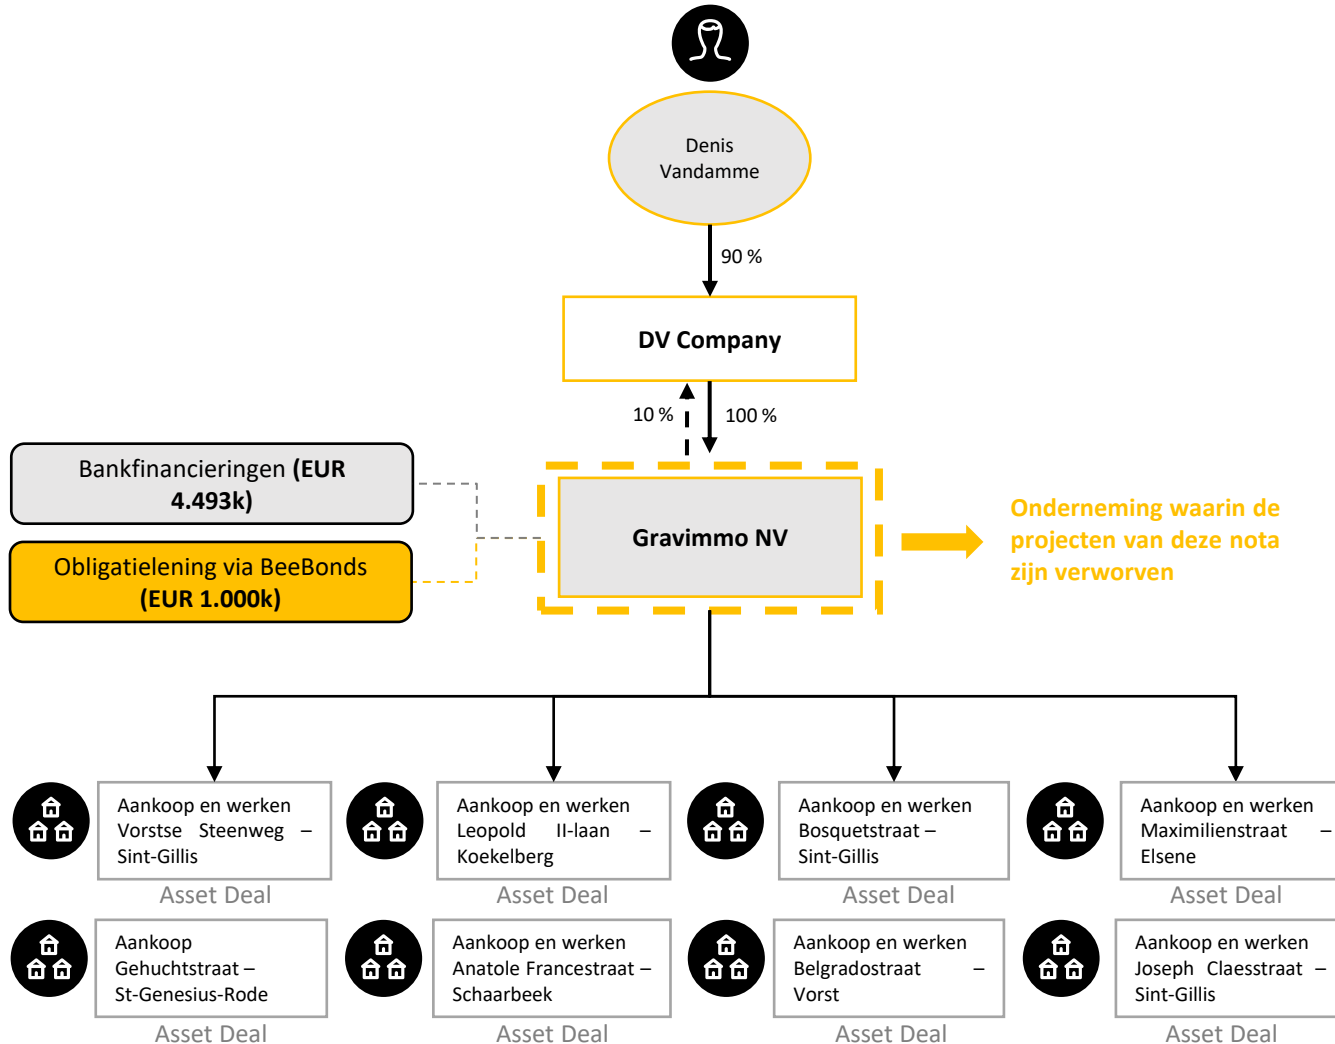 Denis
Vandamme
90 %
DV Company
10 %
100 %
Bankfinancieringen (EUR
4.493k)
Obligatielening via BeeBonds
(EUR 1.000k)
Gravimmo NV
Onderneming waarin de
projecten van deze nota
zijn verworven
Aankoop en werken
Vorstse Steenweg –
Sint-Gillis
Asset Deal
Aankoop en werken
Leopold II-laan –
Koekelberg
Asset Deal
Aankoop en werken
Bosquetstraat –
Sint-Gillis
Asset Deal
Aankoop en werken
Maximilienstraat –
Elsene
Asset Deal
Aankoop
Gehuchtstraat –
St-Genesius-Rode
Asset Deal
Aankoop en werken
Anatole Francestraat –
Schaarbeek
Asset Deal
Aankoop en werken
Belgradostraat –
Vorst
Asset Deal
Aankoop en werken
Joseph Claesstraat –
Sint-Gillis
Asset Deal